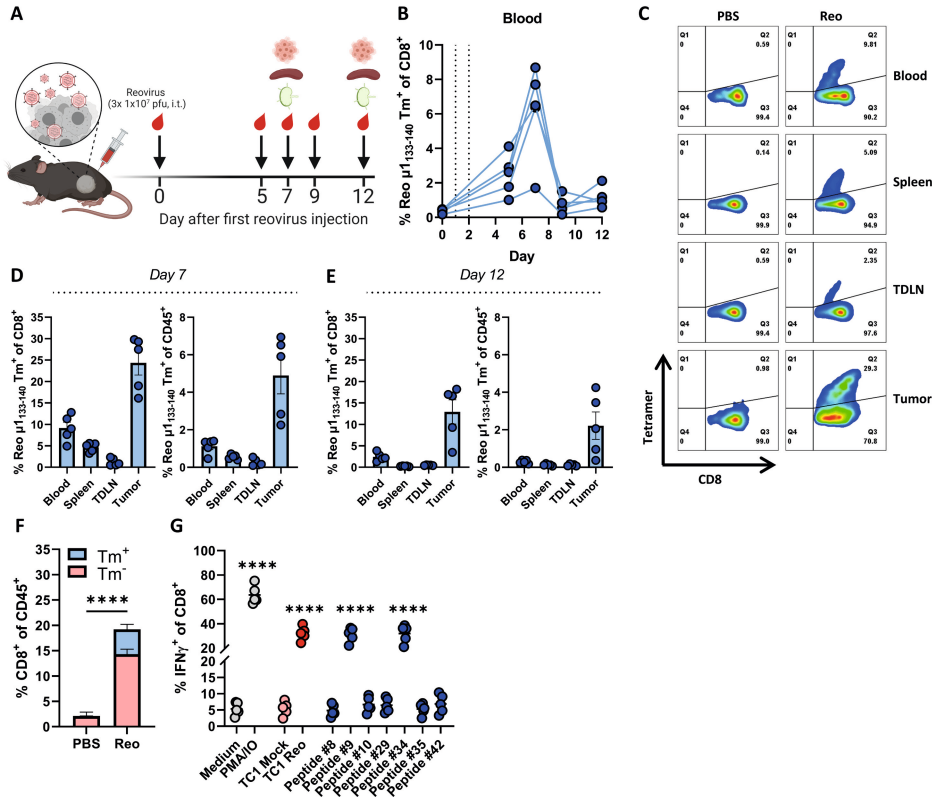 A
Reovirus
(3x 1x10⁷ pfu, i.t.)
0
5
7
9
12
Day after first reovirus injection
B
Blood
% Reo µ1₁₃₃₋₁₄₀ Tm⁺ of CD8⁺
10
8
6
4
2
0
0 2 4 6 8 10 12
Day
C
PBS
Reo
Q1
0
Q2
0.59
Q4
0
Q3
99.4
Q1
0
Q2
9.81
Q4
0
Q3
90.2
Blood
Q1
0
Q2
0.14
Q4
0
Q3
99.9
Q1
0
Q2
5.09
Q4
0
Q3
94.9
Spleen
Q1
0
Q2
0.59
Q4
0
Q3
99.4
Q1
0
Q2
2.35
Q4
0
Q3
97.6
TDLN
Q1
0
Q2
0.98
Q4
0
Q3
99.0
Q1
0
Q2
29.3
Q4
0
Q3
70.8
Tumor
Tetramer
CD8
D
Day 7
% Reo µ1₁₃₃₋₁₄₀ Tm⁺ of CD8⁺
35
30
25
20
15
10
5
0
Blood
Spleen
TDLN
Tumor
% Reo µ1₁₃₃₋₁₄₀ Tm⁺ of CD45⁺
8
6
4
2
0
Blood
Spleen
TDLN
Tumor
E
Day 12
% Reo µ1₁₃₃₋₁₄₀ Tm⁺ of CD8⁺
35
30
25
20
15
10
5
0
Blood
Spleen
TDLN
Tumor
% Reo µ1₁₃₃₋₁₄₀ Tm⁺ of CD45⁺
8
6
4
2
0
Blood
Spleen
TDLN
Tumor
F
% CD8⁺ of CD45⁺
35
30
25
20
15
10
5
0
Tm⁺
Tm⁻
****
PBS
Reo
G
% IFNγ⁺ of CD8⁺
100
80
60
40
20
20
15
10
5
0
****
****
****
****
Medium
PMA/IO
TC1 Mock
TC1 Reo
Peptide #8
Peptide #9
Peptide #10
Peptide #29
Peptide #34
Peptide #35
Peptide #42